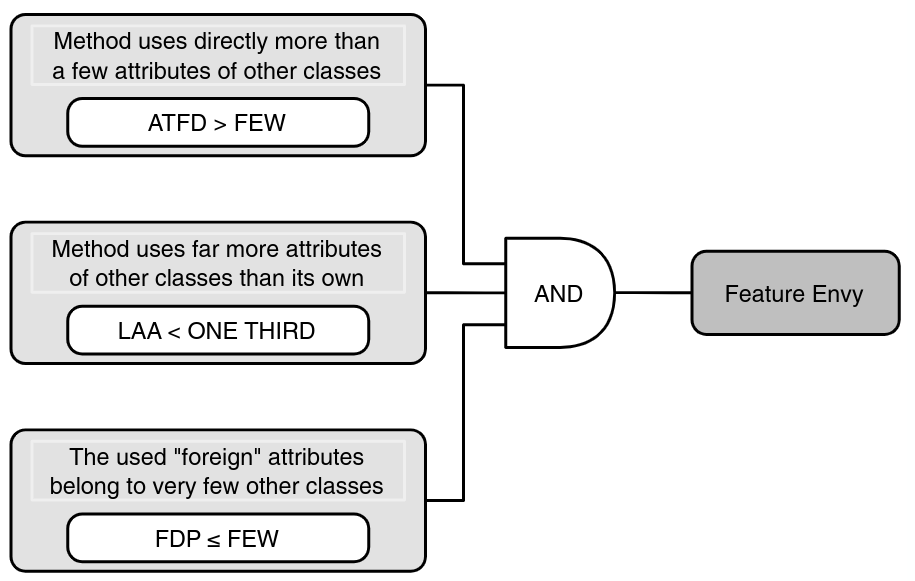 Method uses directly more than
a few attributes of other classes
ATFD > FEW
Method uses far more attributes
of other classes than its own
LAA < ONE THIRD
AND
Feature Envy
The used "foreign" attributes
belong to very few other classes
FDP ≤ FEW